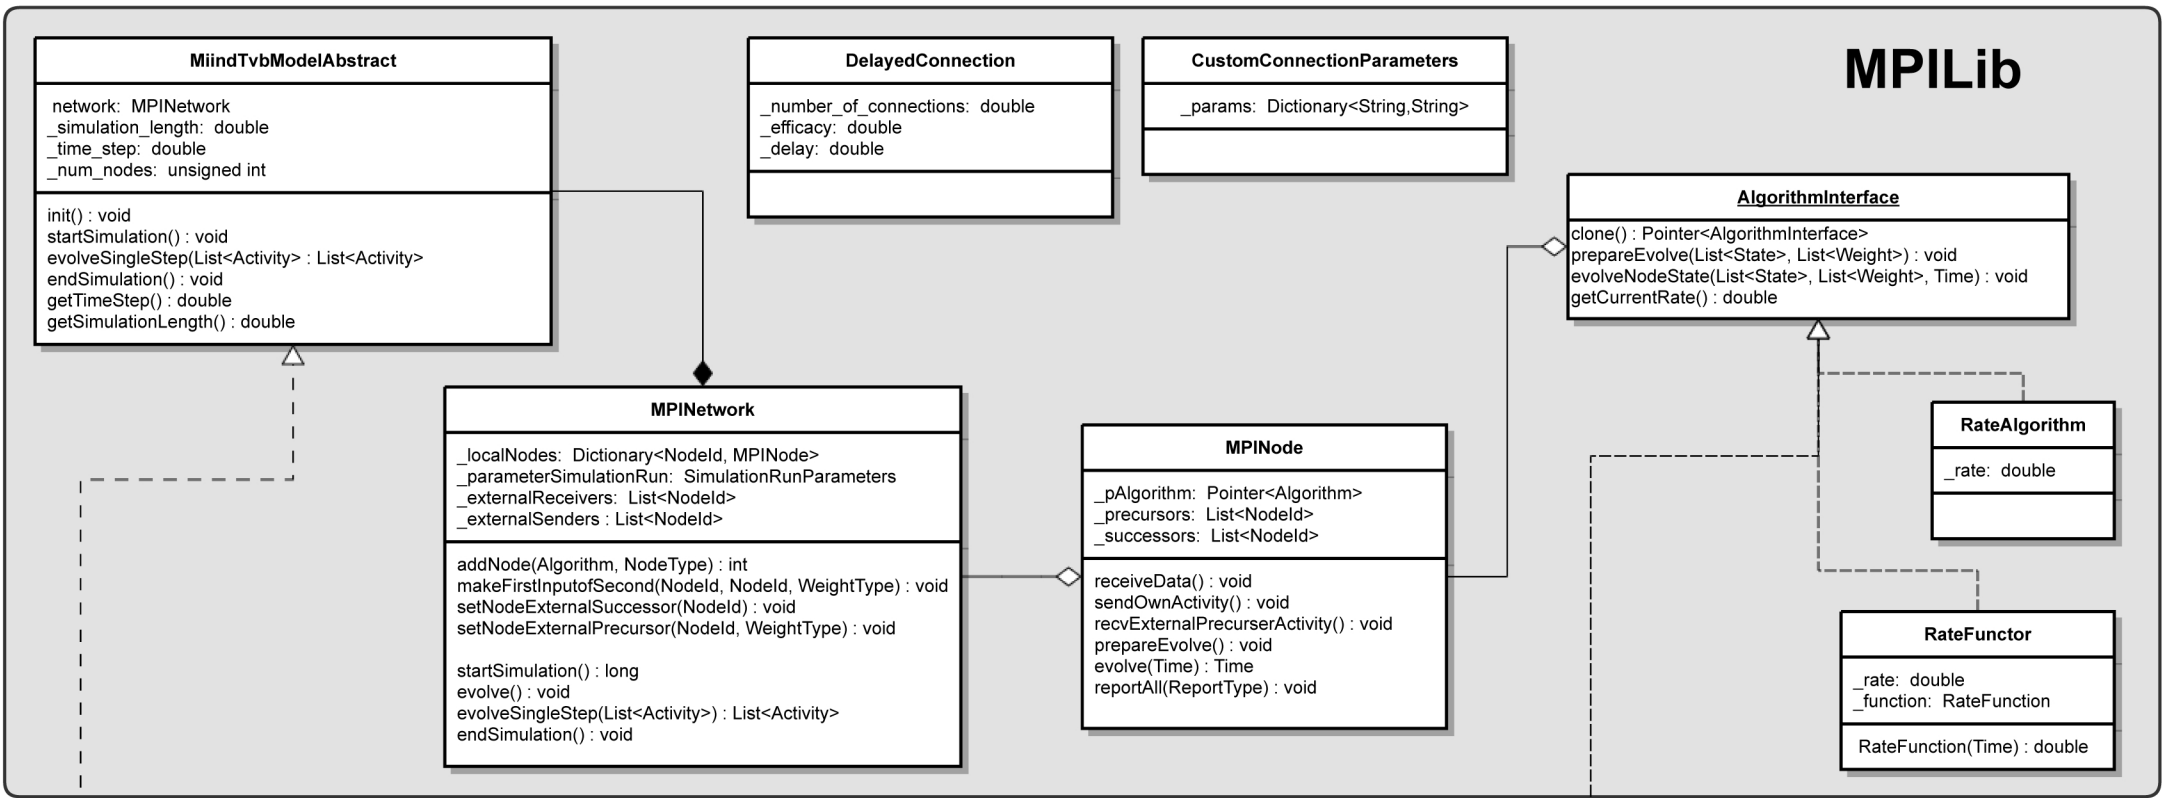 MPILib
MiindTvbModelAbstract
network: MPINetwork
_simulation_length: double
_time_step: double
_num_nodes: unsigned int
init() : void
startSimulation() : void
evolveSingleStep(List<Activity> : List<Activity>
endSimulation() : void
getTimeStep() : double
getSimulationLength() : double
DelayedConnection
_number_of_connections: double
_efficacy: double
_delay: double
CustomConnectionParameters
_params: Dictionary<String,String>
AlgorithmInterface
clone() : Pointer<AlgorithmInterface>
prepareEvolve(List<State>, List<Weight>) : void
evolveNodeState(List<State>, List<Weight>, Time) : void
getCurrentRate() : double
MPINetwork
_localNodes: Dictionary<NodeId, MPINode>
_parameterSimulationRun: SimulationRunParameters
_externalReceivers: List<NodeId>
_externalSenders : List<NodeId>
addNode(Algorithm, NodeType) : int
makeFirstInputofSecond(NodeId, NodeId, WeightType) : void
setNodeExternalSuccessor(NodeId) : void
setNodeExternalPrecursor(NodeId, WeightType) : void
startSimulation() : long
evolve() : void
evolveSingleStep(List<Activity>) : List<Activity>
endSimulation() : void
MPINode
_pAlgorithm: Pointer<Algorithm>
_precursors: List<NodeId>
_successors: List<NodeId>
receiveData() : void
sendOwnActivity() : void
recvExternalPrecurserActivity() : void
prepareEvolve() : void
evolve(Time) : Time
reportAll(ReportType) : void
RateAlgorithm
_rate: double
RateFunctor
_rate: double
_function: RateFunction
RateFunction(Time) : double